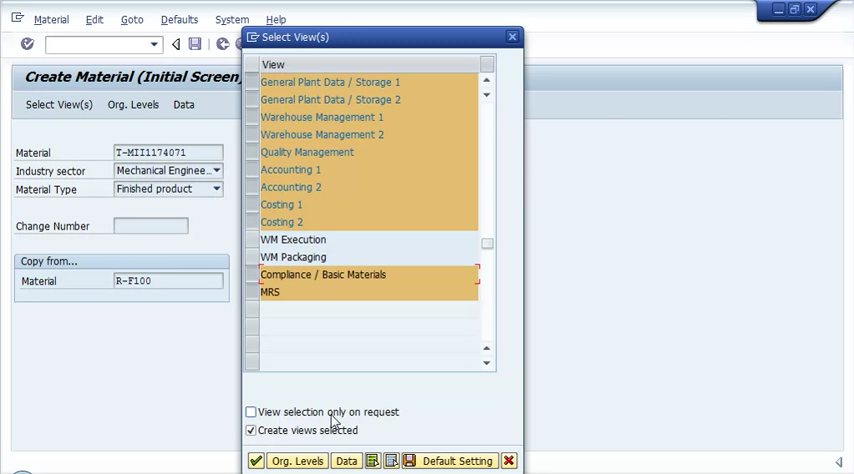 Material Edit Goto Defaults System Help
Create Material (Initial Screen)
Select View(s) Org. Levels Data
Material T-MII1174071
Industry sector Mechanical Enginee...
Material Type Finished product
Change Number
Copy from...
Material R-F100
Select View(s)
View
General Plant Data / Storage 1
General Plant Data / Storage 2
Warehouse Management 1
Warehouse Management 2
Quality Management
Accounting 1
Accounting 2
Costing 1
Costing 2
WM Execution
WM Packaging
Compliance / Basic Materials
MRS
View selection only on request
Create views selected
Org. Levels Data Default Setting